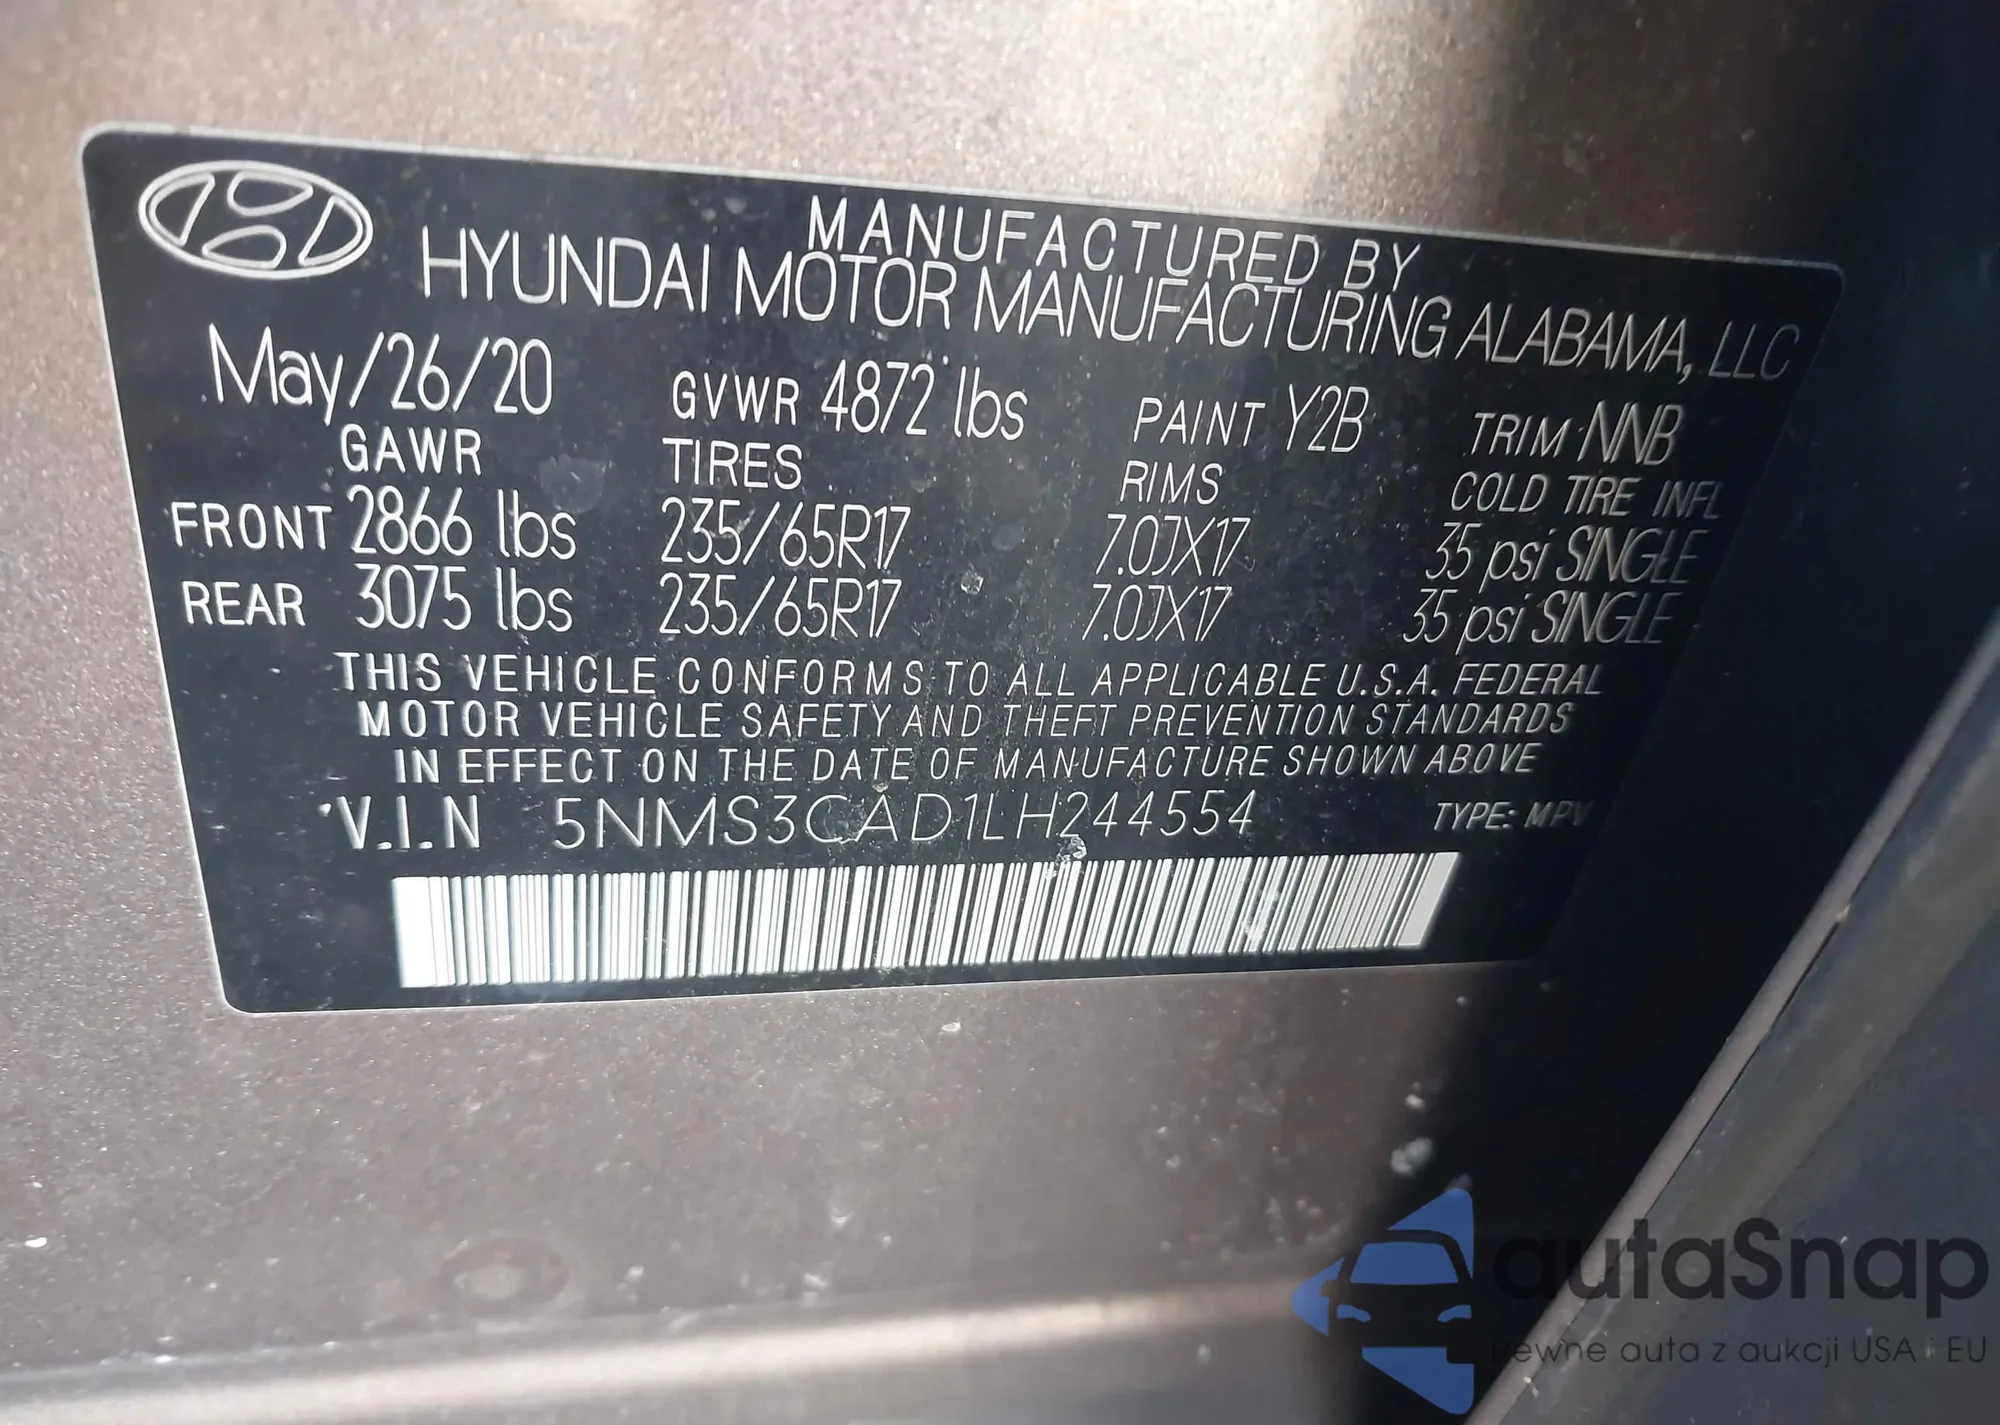 MANUFACTURED BY
HYUNDAI MOTOR MANUFACTURING ALABAMA, LLC
May/26/20 GVWR 4872 lbs PAINT Y2B TRIM NNB
GAWR TIRES RIMS COLD TIRE INFL
FRONT 2866 lbs 235/65R17 7.0JX17 35 psi SINGLE
REAR 3075 lbs 235/65R17 7.0JX17 35 psi SINGLE
THIS VEHICLE CONFORMS TO ALL APPLICABLE U.S.A. FEDERAL
MOTOR VEHICLE SAFETY AND THEFT PREVENTION STANDARDS
IN EFFECT ON THE DATE OF MANUFACTURE SHOWN ABOVE
V.I.N 5NMS3CAD1LH244554 TYPE: MPV
autaSnap
Pewne auta z aukcji USA i EU